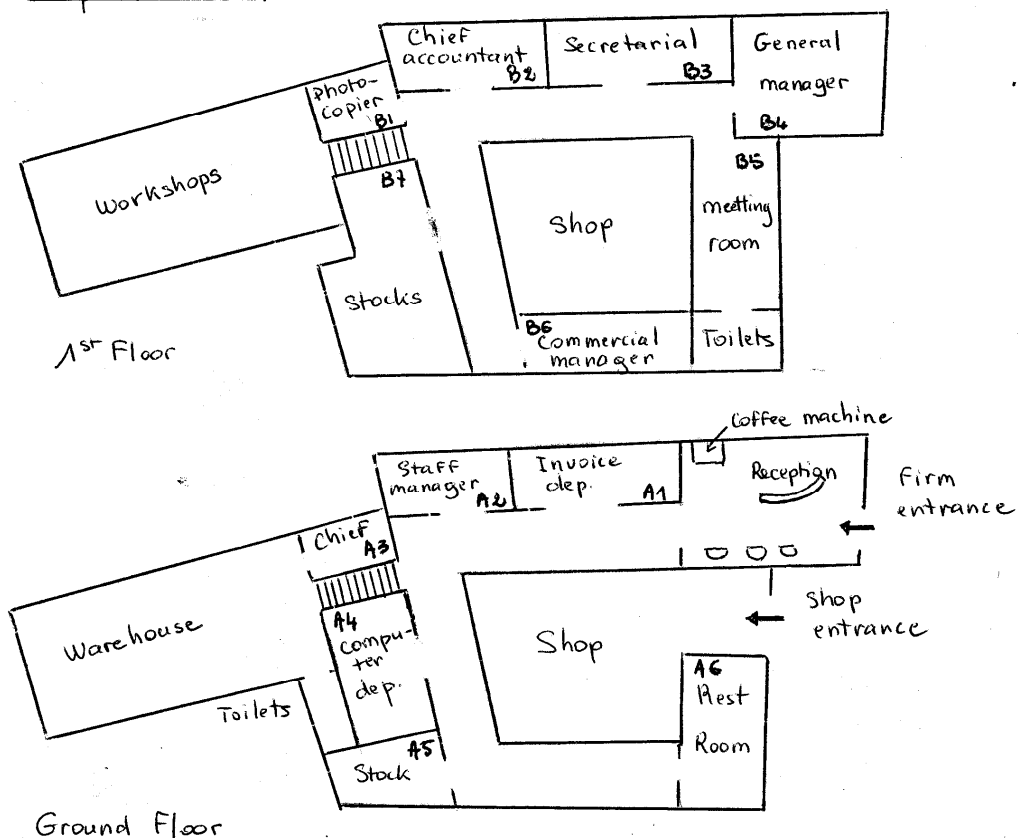 Chief
accountant
B2
Secretarial
B3
General
manager
B4
Photo-
copier
B1
B7
B5
Workshops
Shop
meetting
room
Stocks
B6
Commercial
manager
Toilets
1st Floor
Coffee machine
Staff
manager
A2
Invoice
dep.
A1
Reception
Firm
entrance
Chief
A3
Shop
entrance
Warehouse
A4
compu-
ter
dep.
Shop
A6
Rest
Room
Toilets
A5
Stock
Ground Floor